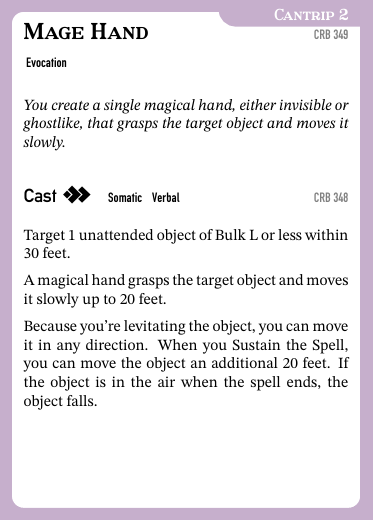 Cantrip 2
Mage Hand
CRB 349
Evocation
You create a single magical hand, either invisible or
ghostlike, that grasps the target object and moves it
slowly.
Cast Somatic Verbal CRB 348
Target 1 unattended object of Bulk L or less within
30 feet.
A magical hand grasps the target object and moves
it slowly up to 20 feet.
Because you’re levitating the object, you can move
it in any direction. When you Sustain the Spell,
you can move the object an additional 20 feet. If
the object is in the air when the spell ends, the
object falls.